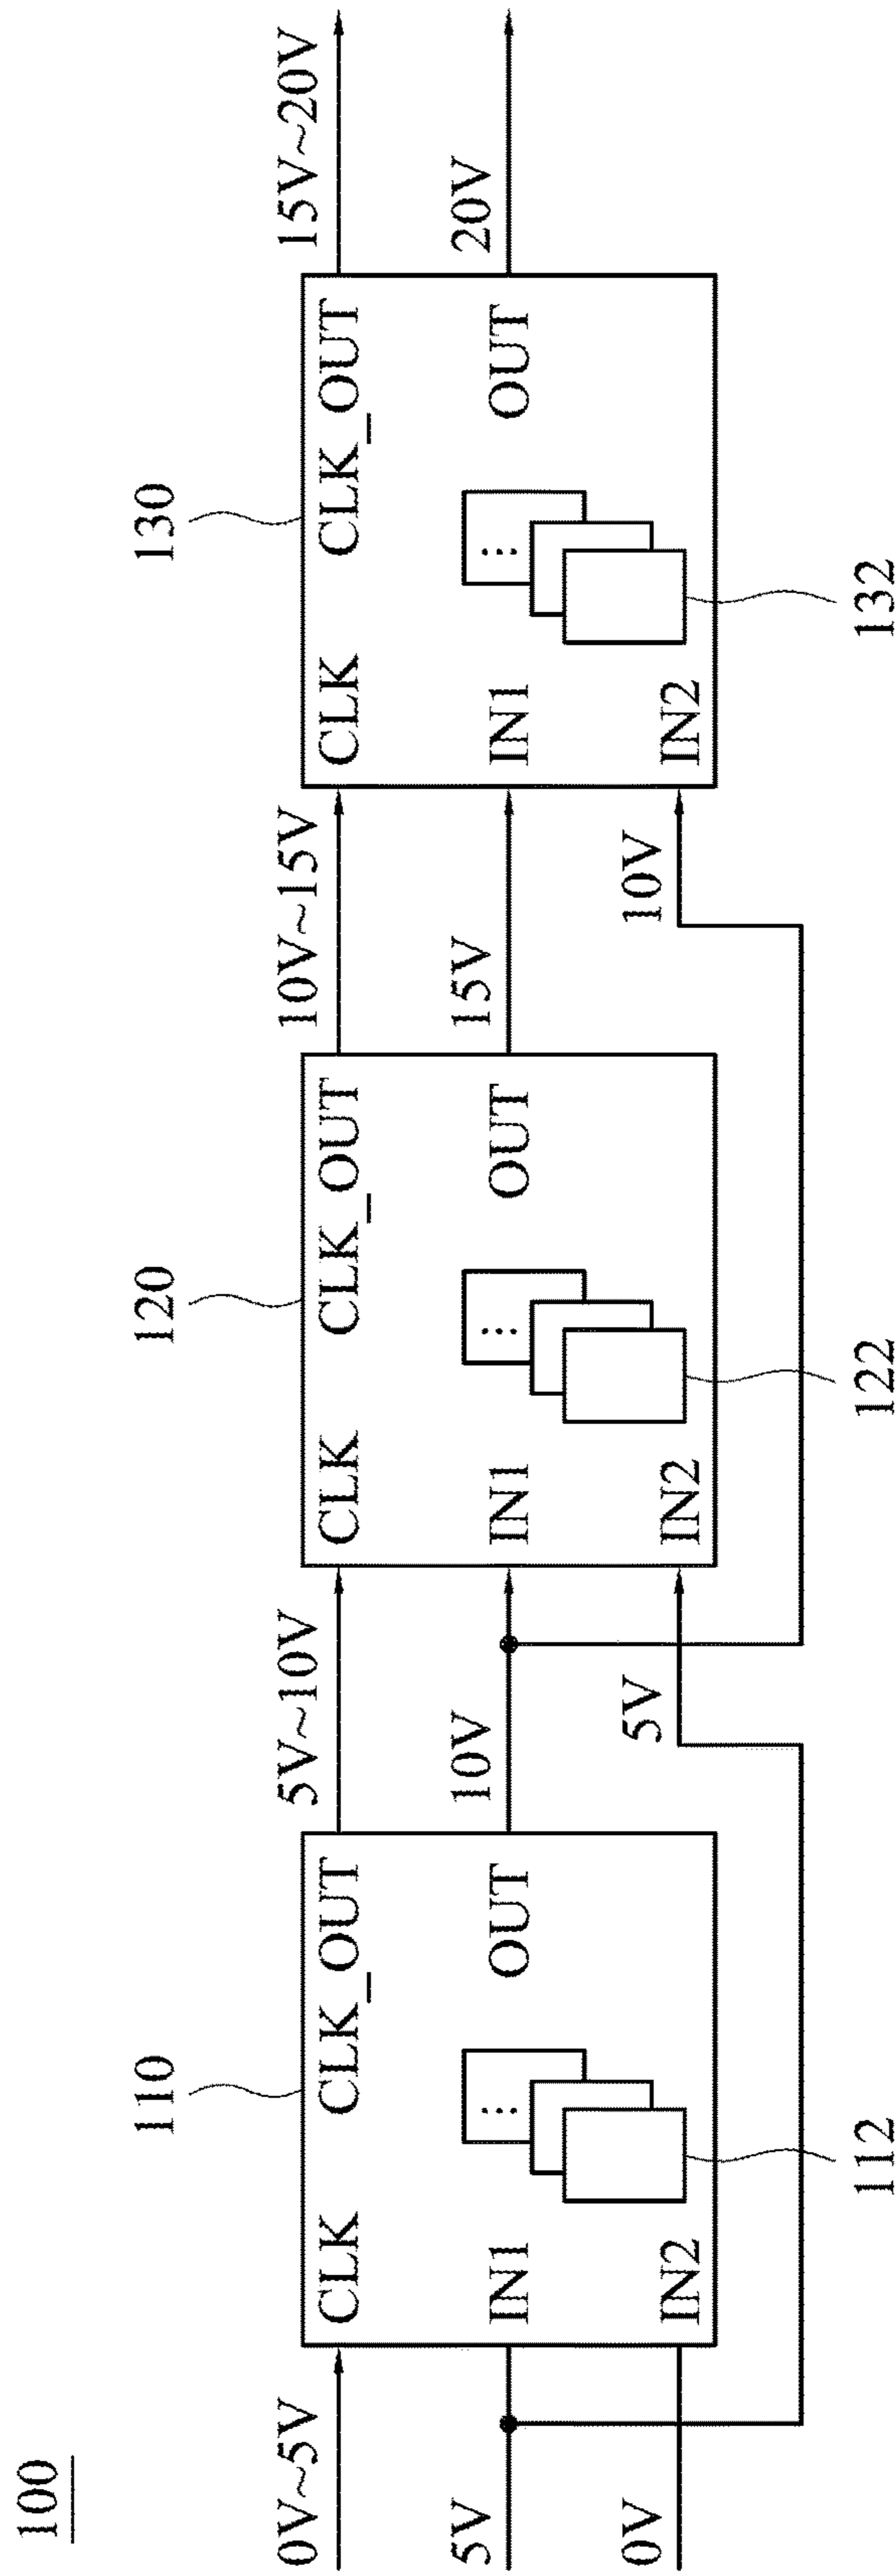 100
110
120
130
0V~5V
CLK
CLK_OUT
5V~10V
CLK
CLK_OUT
10V~15V
CLK
CLK_OUT
15V~20V
5V
IN1
OUT
10V
IN1
OUT
15V
IN1
OUT
20V
0V
IN2
5V
IN2
10V
IN2
112
122
132